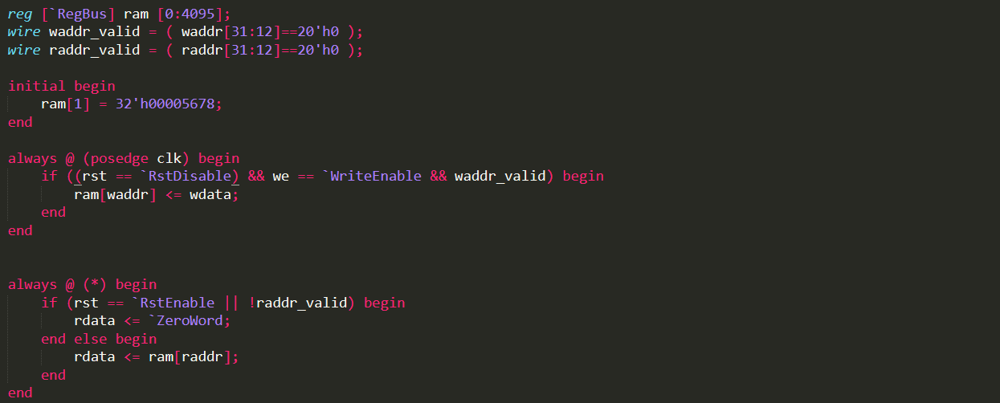 reg [`RegBus] ram [0:4095];
wire waddr_valid = ( waddr[31:12]==20'h0 );
wire raddr_valid = ( raddr[31:12]==20'h0 );
initial begin
    ram[1] = 32'h00005678;
end
always @ (posedge clk) begin
    if ((rst == `RstDisable) && we == `WriteEnable && waddr_valid) begin
        ram[waddr] <= wdata;
    end
end
always @ (*) begin
    if (rst == `RstEnable || !raddr_valid) begin
        rdata <= `ZeroWord;
    end else begin
        rdata <= ram[raddr];
    end
end